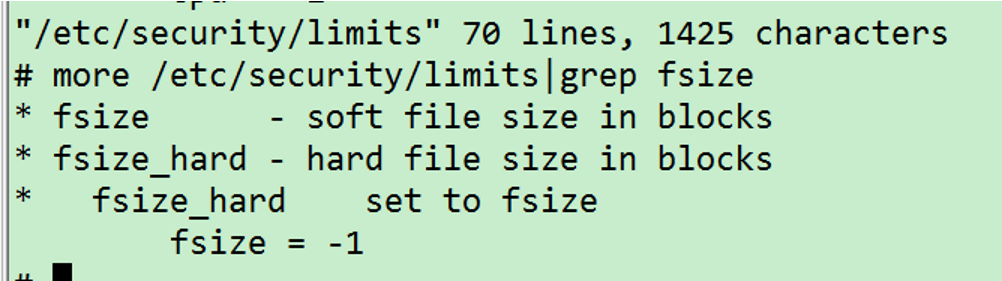 "/etc/security/limits" 70 lines, 1425 characters
# more /etc/security/limits|grep fsize
* fsize      - soft file size in blocks
* fsize_hard - hard file size in blocks
*   fsize_hard    set to fsize
        fsize = -1
#